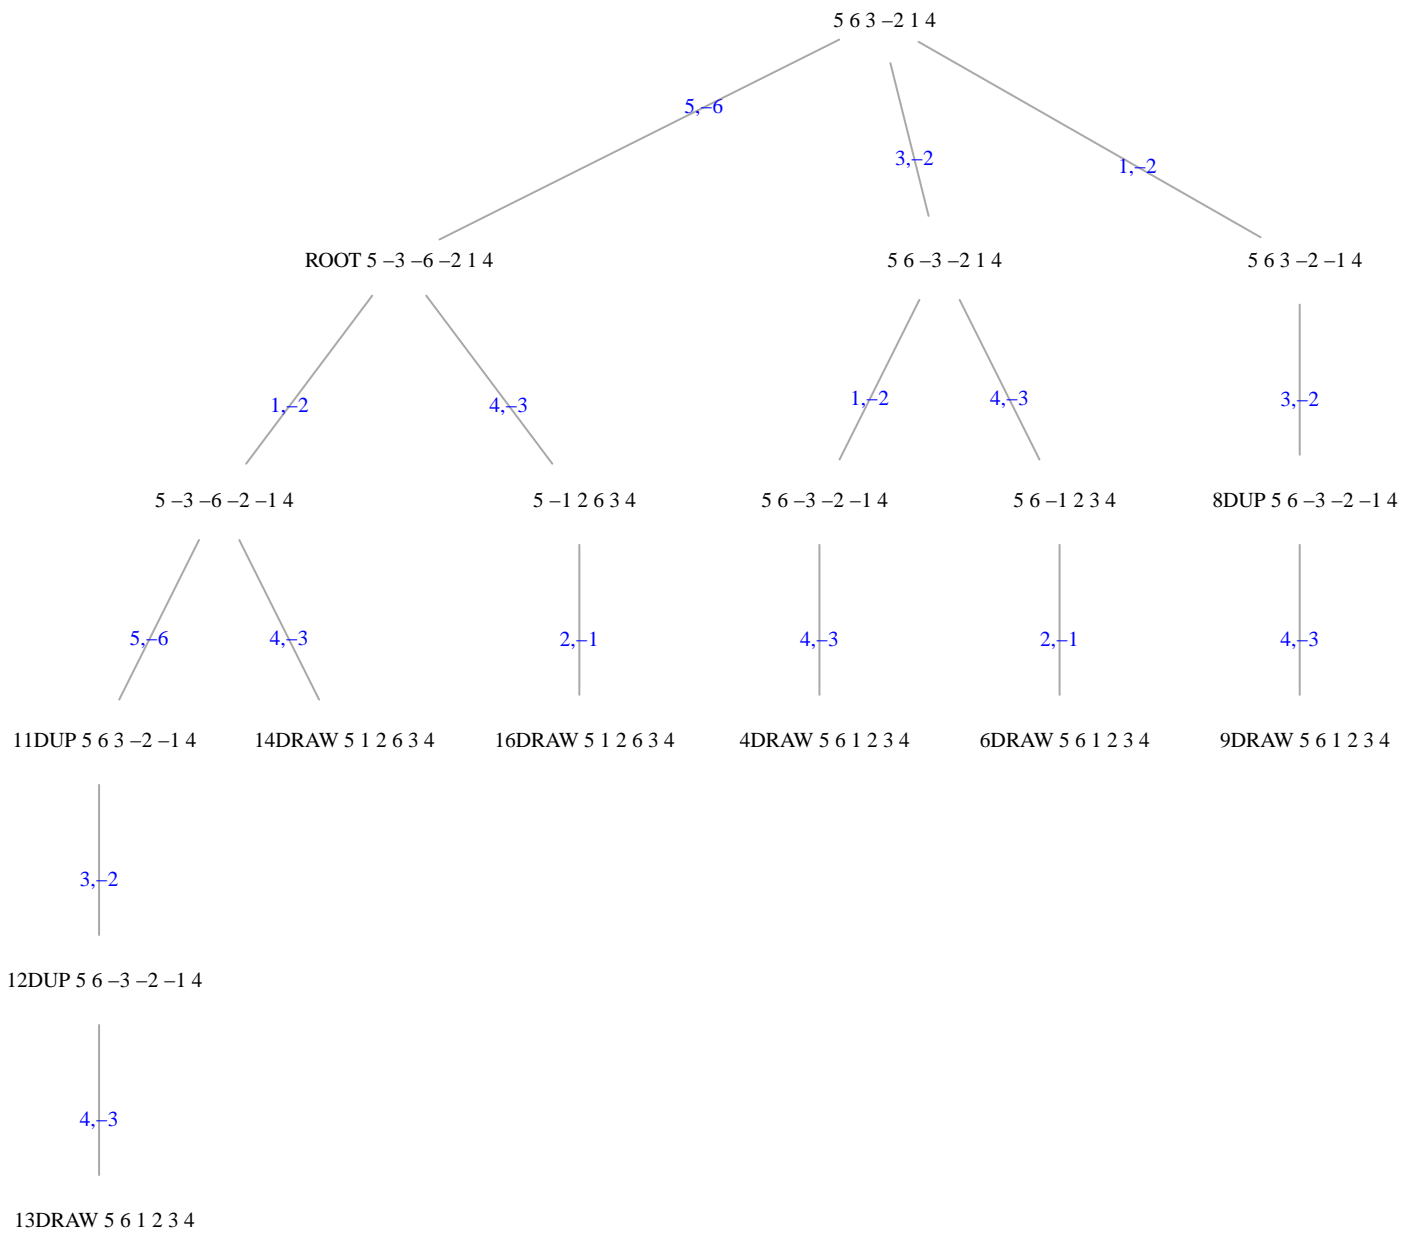 5 6 3 –2 1 4
5,–6
3,–2
1,–2
ROOT 5 –3 –6 –2 1 4
5 6 –3 –2 1 4
5 6 3 –2 –1 4
1,–2
4,–3
1,–2
4,–3
3,–2
5 –3 –6 –2 –1 4
5 –1 2 6 3 4
5 6 –3 –2 –1 4
5 6 –1 2 3 4
8DUP 5 6 –3 –2 –1 4
5,–6
4,–3
2,–1
4,–3
2,–1
4,–3
11DUP 5 6 3 –2 –1 4
14DRAW 5 1 2 6 3 4
16DRAW 5 1 2 6 3 4
4DRAW 5 6 1 2 3 4
6DRAW 5 6 1 2 3 4
9DRAW 5 6 1 2 3 4
3,–2
12DUP 5 6 –3 –2 –1 4
4,–3
13DRAW 5 6 1 2 3 4